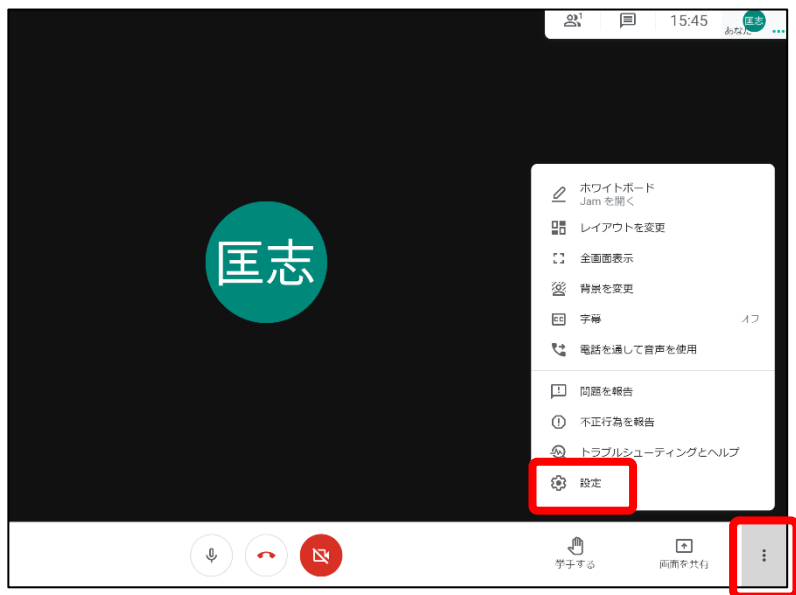 1
15:45
匡志
あなた
匡志
ホワイトボード
Jam を開く
レイアウトを変更
全画面表示
背景を変更
CC
字幕
オフ
電話を通して音声を使用
問題を報告
不正行為を報告
トラブルシューティングとヘルプ
設定
挙手する
画面を共有